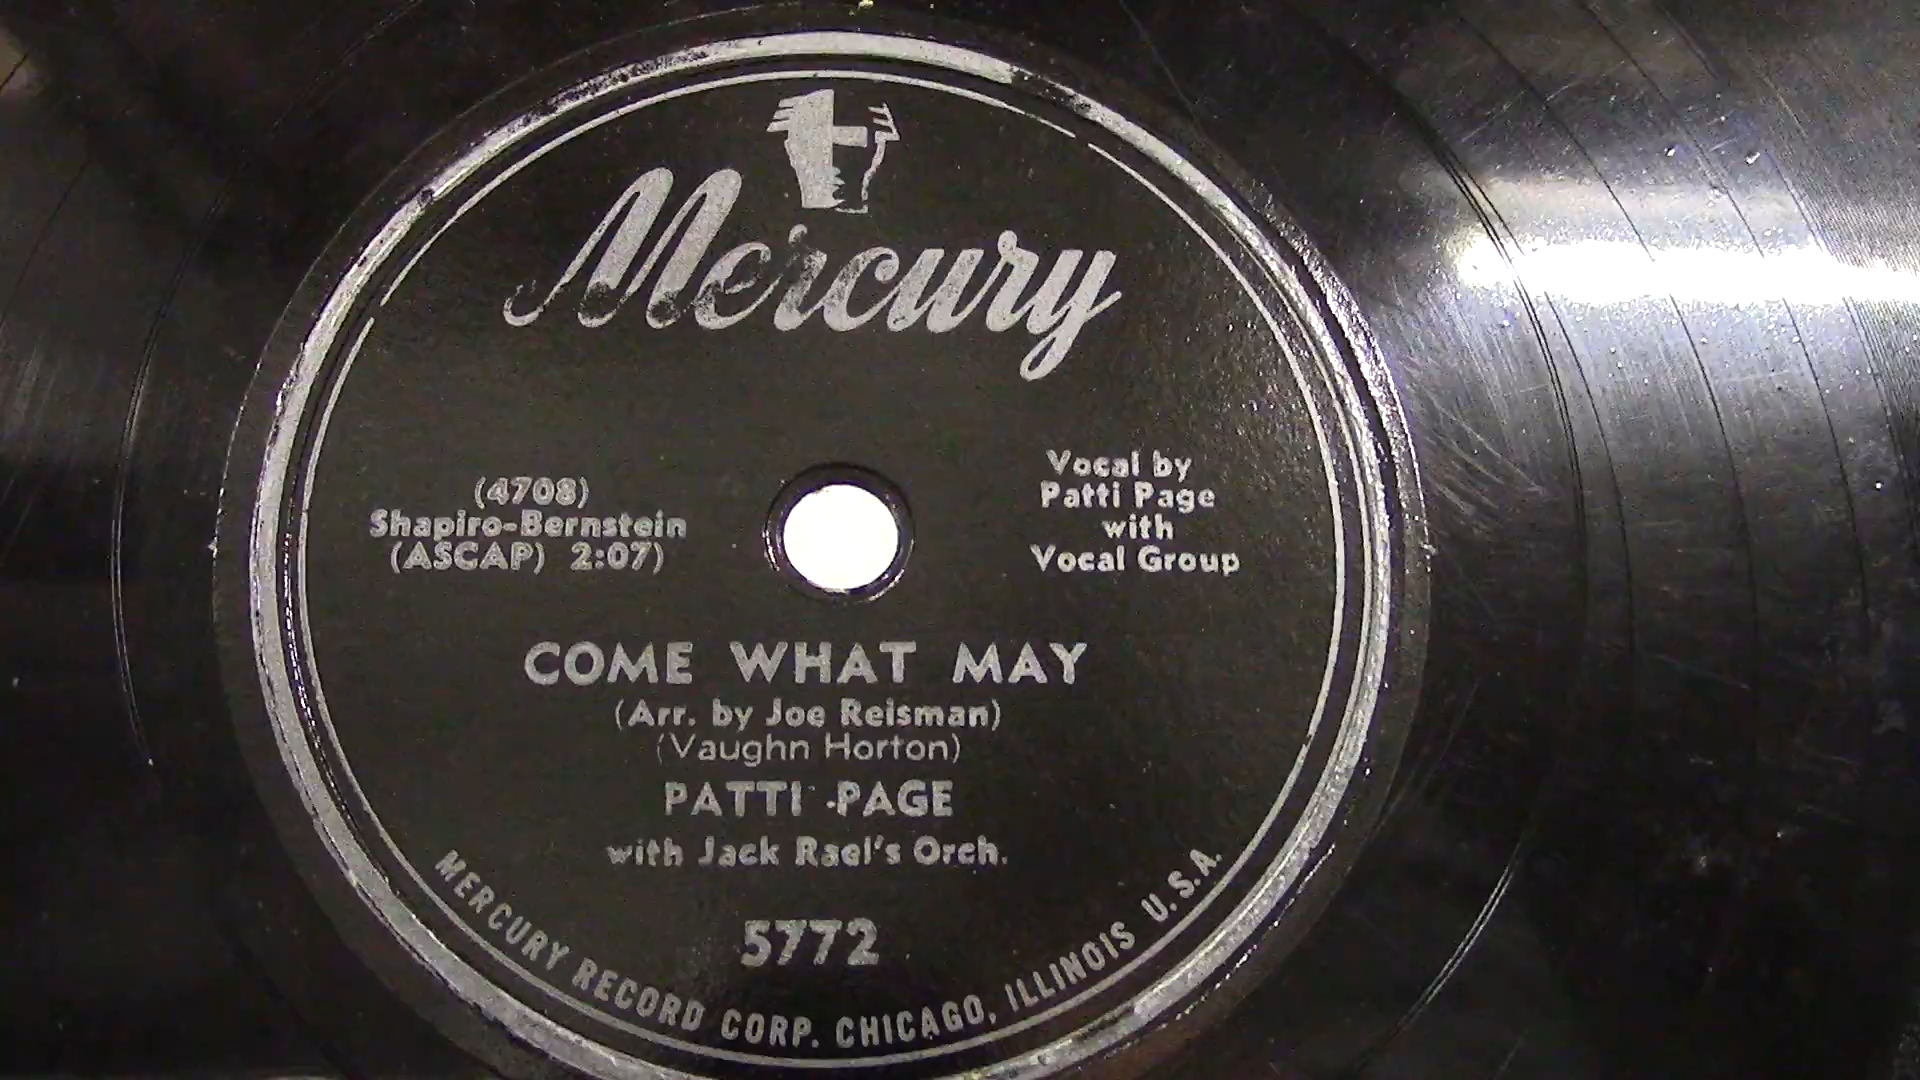 Mercury
(4708)
Shapiro-Bernstein
(ASCAP) 2:07)
Vocal by
Patti Page
with
Vocal Group
COME WHAT MAY
(Arr. by Joe Reisman)
(Vaughn Horton)
PATTI PAGE
with Jack Rael's Orch.
5772
MERCURY RECORD CORP. CHICAGO, ILLINOIS U.S.A.